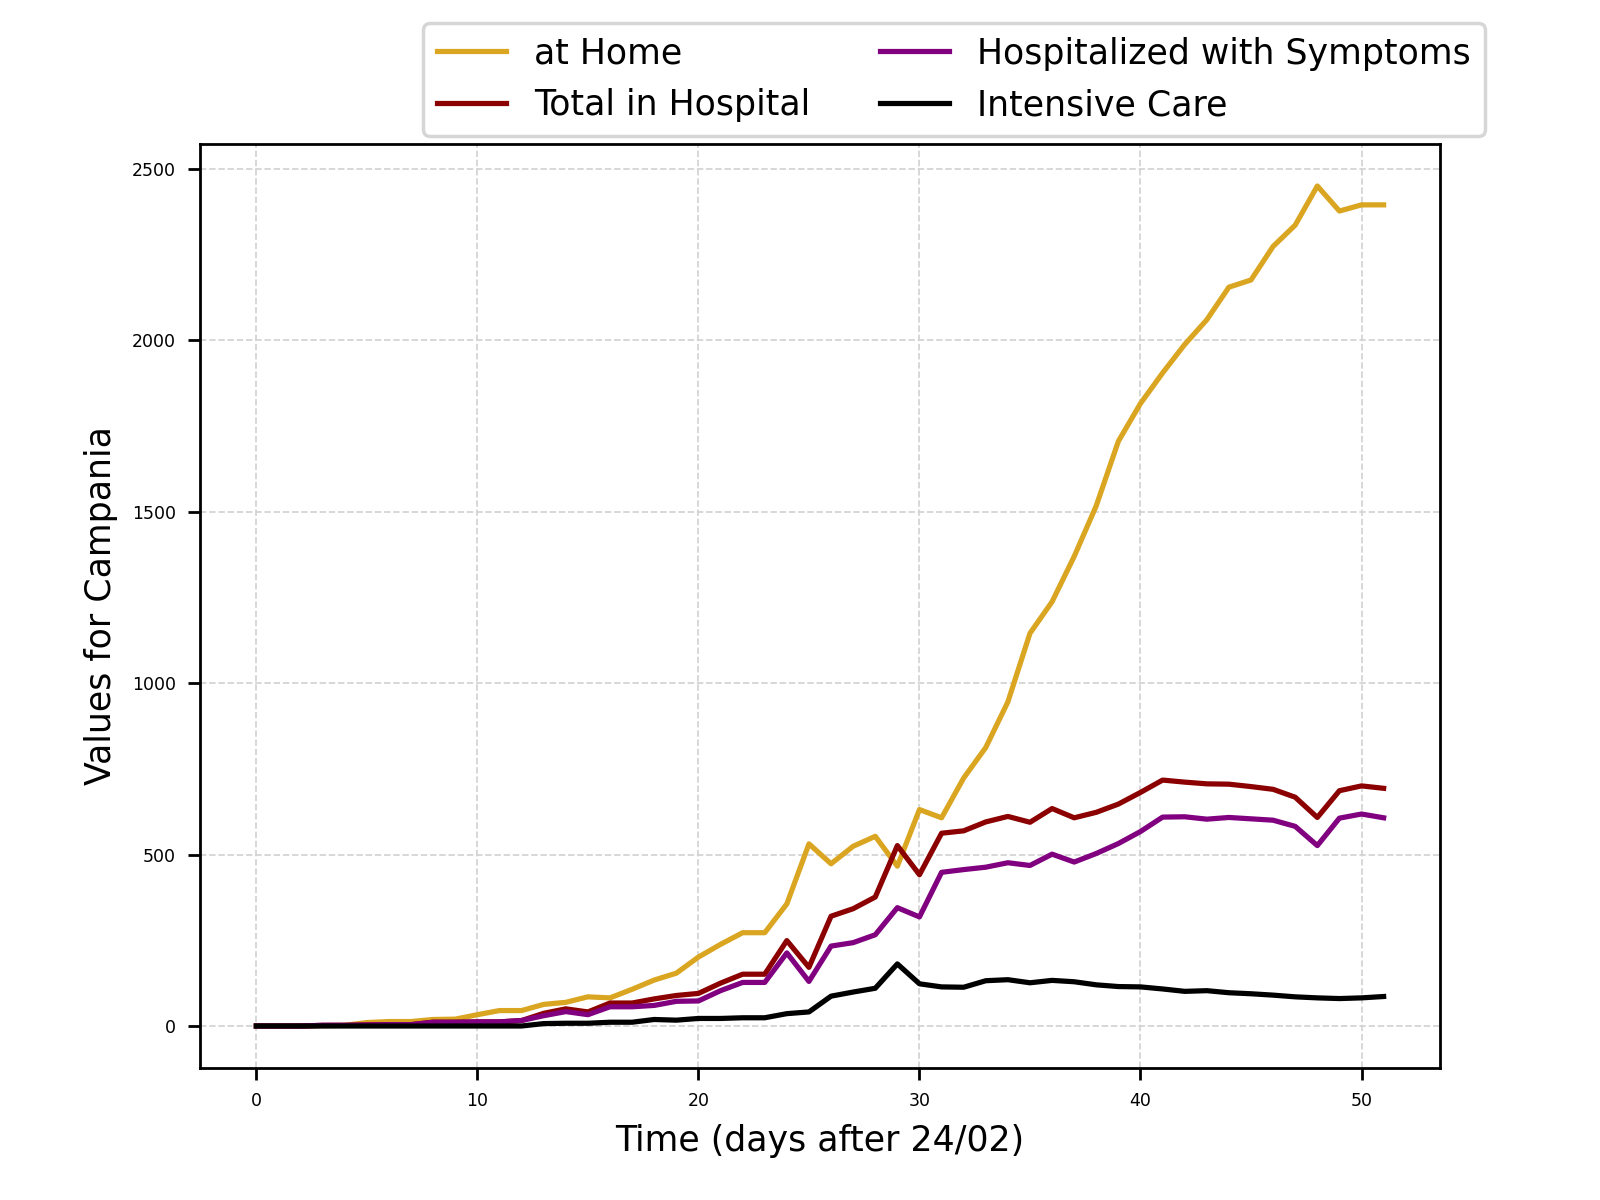 at Home
Total in Hospital
Hospitalized with Symptoms
Intensive Care
2500
2000
1500
1000
500
0
Values for Campania
0 10 20 30 40 50
Time (days after 24/02)